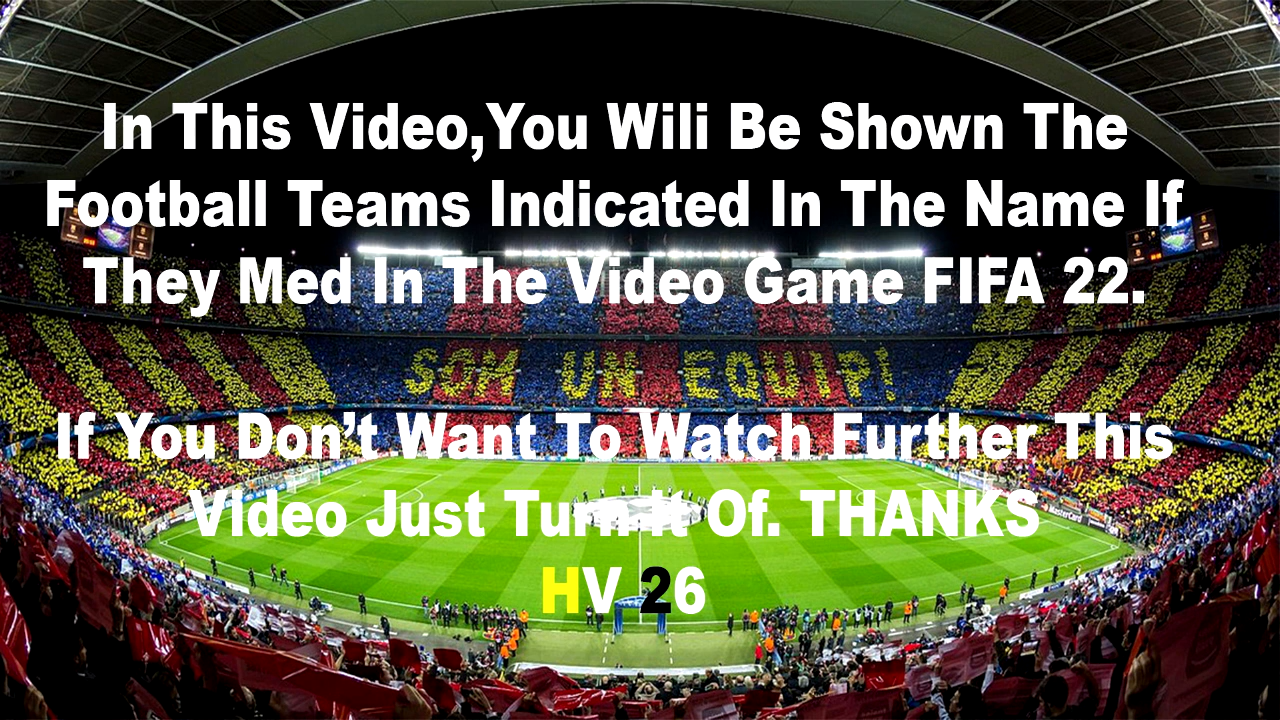 In This Video,You Wili Be Shown The
Football Teams Indicated In The Name If
They Med In The Video Game FIFA 22.
SOM UN EQUIP!
If You Don't Want To Watch Further This
VIdeo Just Turn It Of. THANKS
MasterCard
HV 26